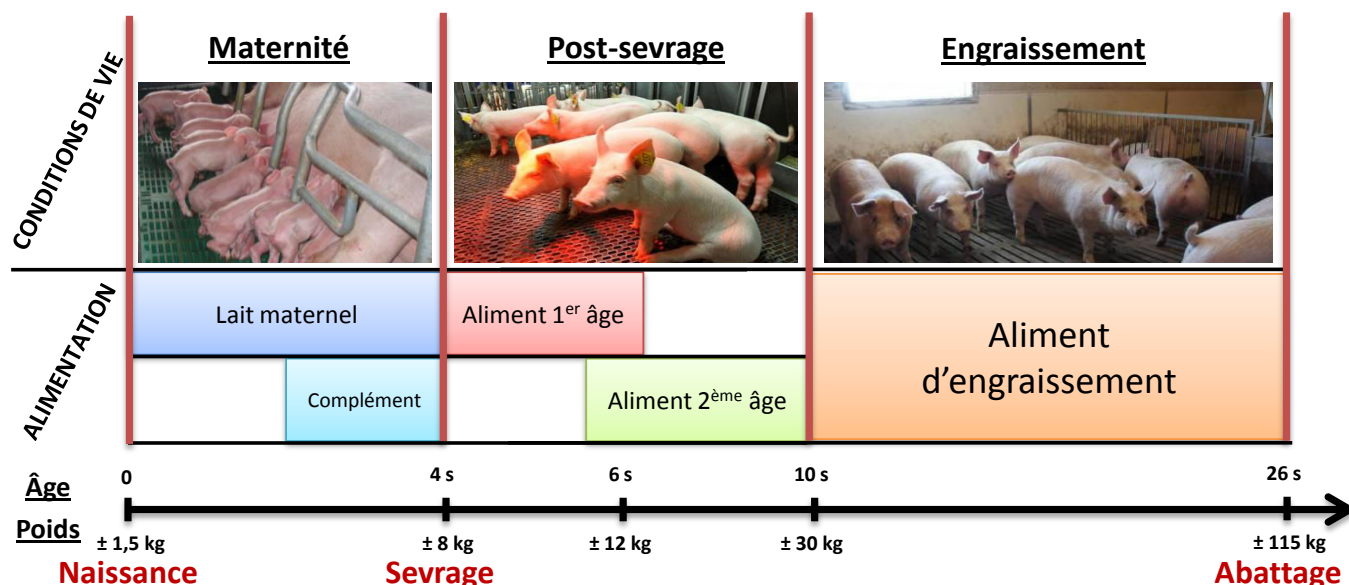 Maternité
Post-sevrage
Engraissement
CONDITIONS DE VIE
ALIMENTATION
Lait maternel
Complément
Aliment 1er âge
Aliment 2ème âge
Aliment
d'engraissement
Âge
0
4 s
6 s
10 s
26 s
Poids
± 1,5 kg
± 8 kg
± 12 kg
± 30 kg
± 115 kg
Naissance
Sevrage
Abattage